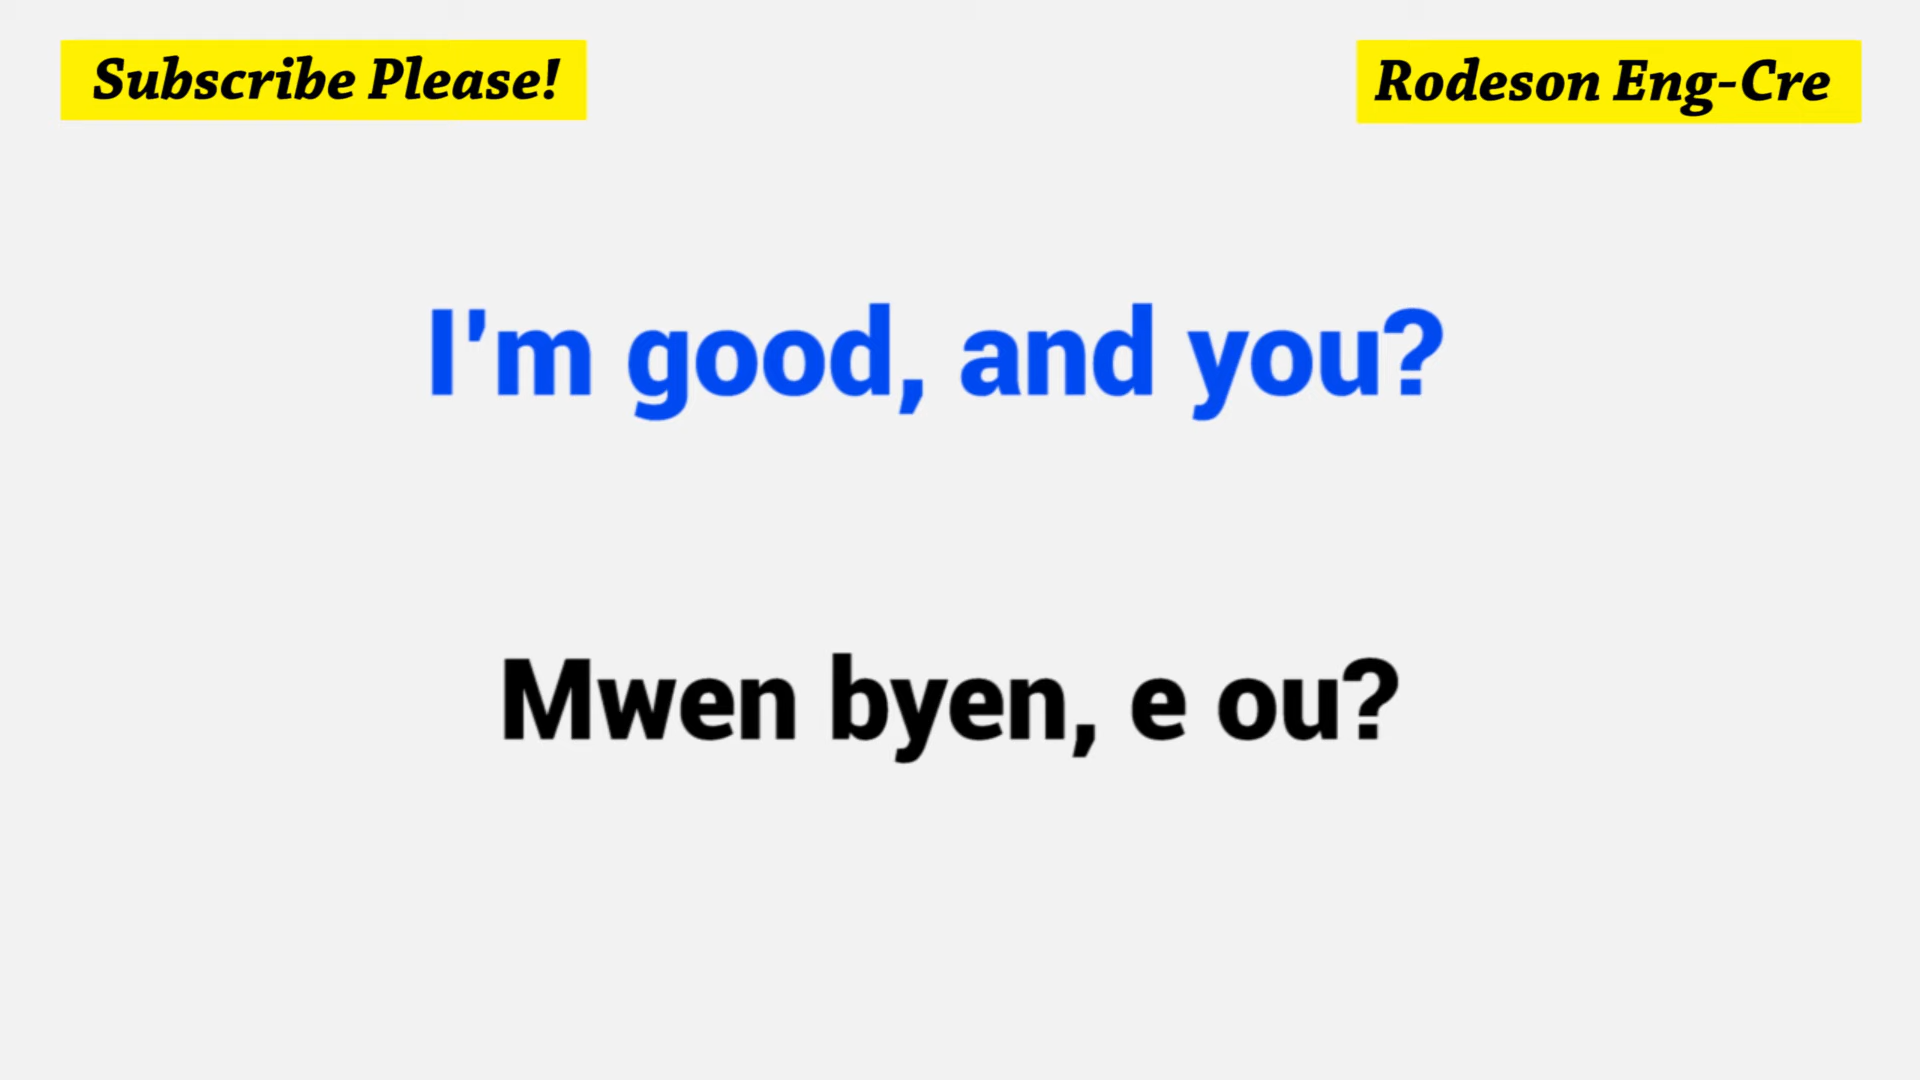 Subscribe Please!
Rodeson Eng-Cre
I'm good, and you?
Mwen byen, e ou?